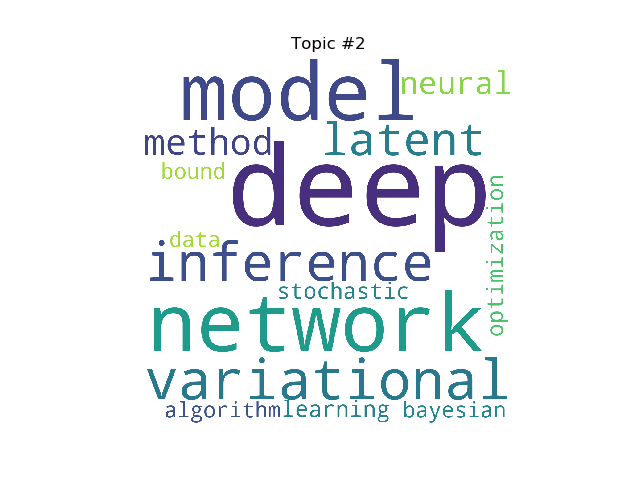 Topic #2
model
neural
method
latent
deep
bound
optimization
data
inference
stochastic
network
variational
algorithm
learning
bayesian